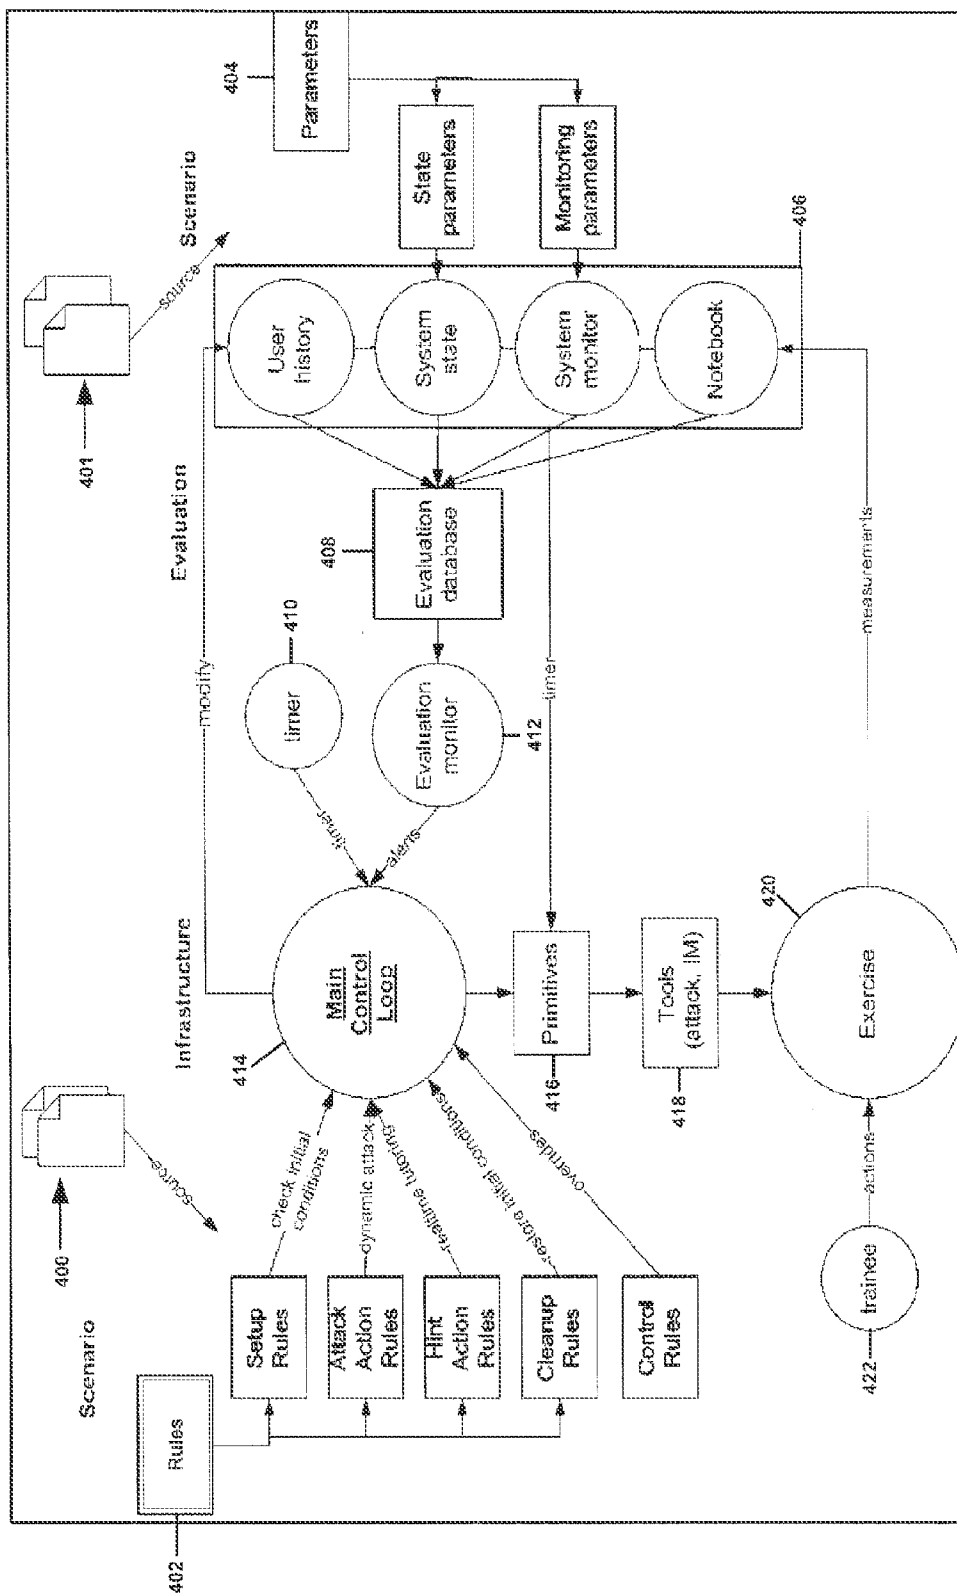 400
401
Scenario
Infrastructure
Evaluation
Scenario
source
source
402
Rules
404
Parameters
modify
Setup
Rules
check initial
conditions
Attack
Action
Rules
dynamic attack
Hint
Action
Rules
realtime tutoring
Cleanup
Rules
restore initial conditions
Control
Rules
overrides
414
Main
Control
Loop
410
timer
timer
alerts
Evaluation
monitor
412
408
Evaluation
database
User
history
System
state
System
monitor
Notebook
406
State
parameters
Monitoring
parameters
timer
Primitives
416
Tools
(attack, IM)
418
422
trainee
actions
420
Exercise
measurements